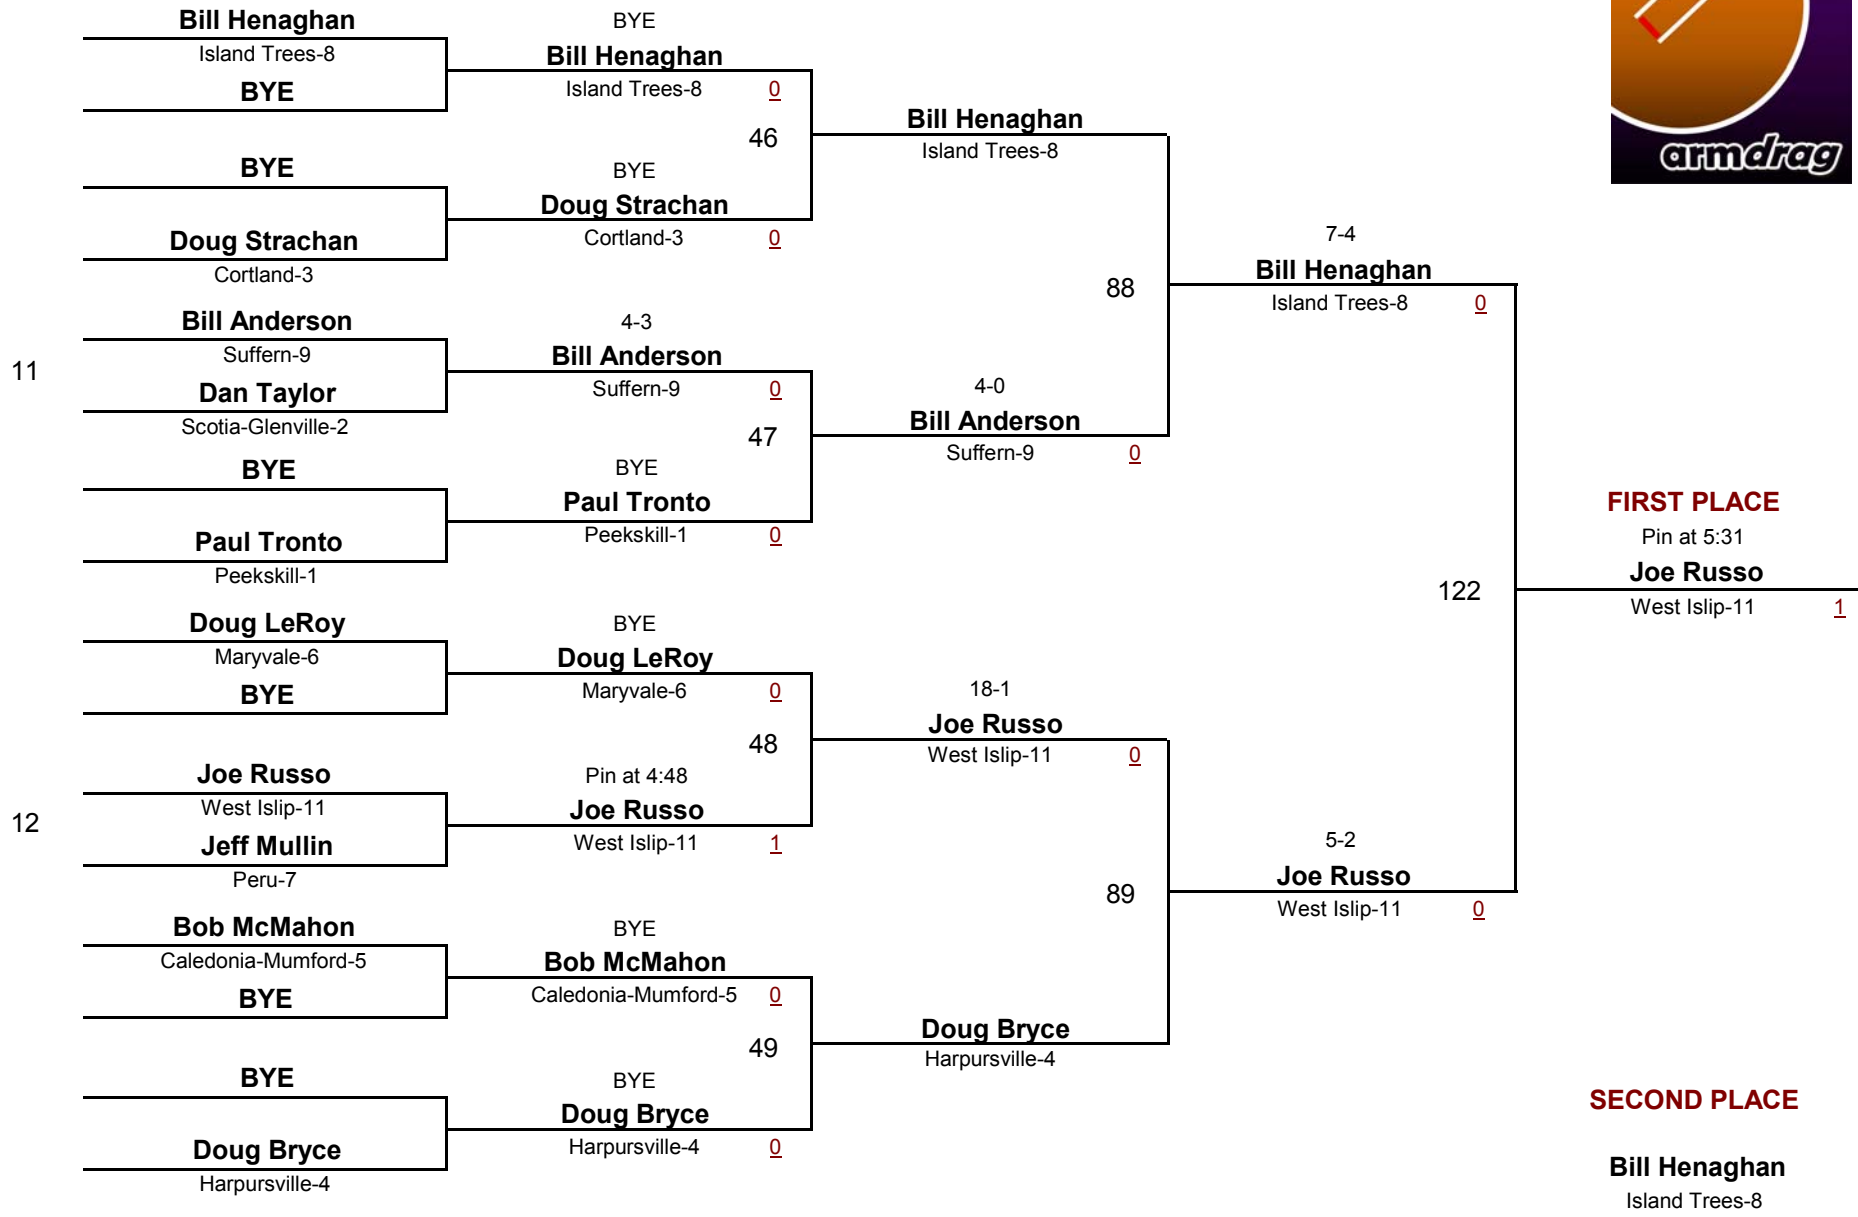 Bill Henaghan
Island Trees-8
BYE
BYE
Doug Strachan
Cortland-3
11
Bill Anderson
Suffern-9
Dan Taylor
Scotia-Glenville-2
BYE
Paul Tronto
Peekskill-1
Doug LeRoy
Maryvale-6
BYE
12
Joe Russo
West Islip-11
Jeff Mullin
Peru-7
Bob McMahon
Caledonia-Mumford-5
BYE
BYE
Doug Bryce
Harpursville-4
BYE
Bill Henaghan
Island Trees-8 0
46
BYE
Doug Strachan
Cortland-3 0
4-3
Bill Anderson
Suffern-9 0
47
BYE
Paul Tronto
Peekskill-1 0
BYE
Doug LeRoy
Maryvale-6 0
48
Pin at 4:48
Joe Russo
West Islip-11 1
BYE
Bob McMahon
Caledonia-Mumford-5 0
49
BYE
Doug Bryce
Harpursville-4 0
Bill Henaghan
Island Trees-8
88
4-0
Bill Anderson
Suffern-9 0
18-1
Joe Russo
West Islip-11 0
89
Doug Bryce
Harpursville-4
7-4
Bill Henaghan
Island Trees-8 0
122
5-2
Joe Russo
West Islip-11 0
armdrag
FIRST PLACE
Pin at 5:31
Joe Russo
West Islip-11 1
SECOND PLACE
Bill Henaghan
Island Trees-8